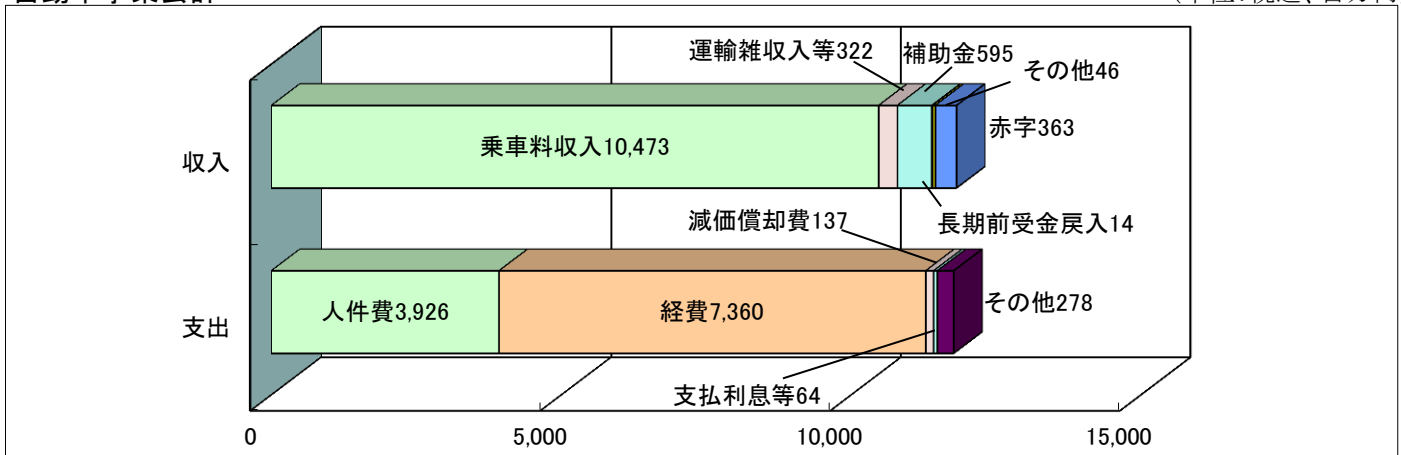 運輸雑収入等322
補助金595
その他46
乗車料収入10,473
赤字363
収入
長期前受金戻入14
減価償却費137
人件費3,926
経費7,360
その他278
支出
支払利息等64
0
5,000
10,000
15,000